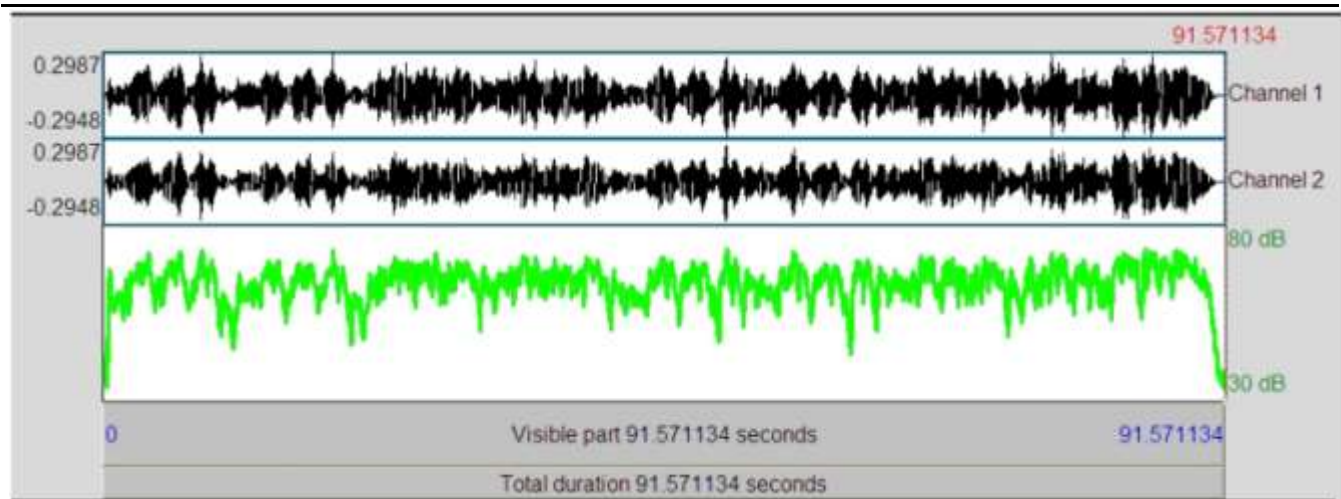 91.571134
0.2987
Channel 1
-0.2948
0.2987
Channel 2
-0.2948
80 dB
30 dB
0 Visible part 91.571134 seconds 91.571134
Total duration 91.571134 seconds